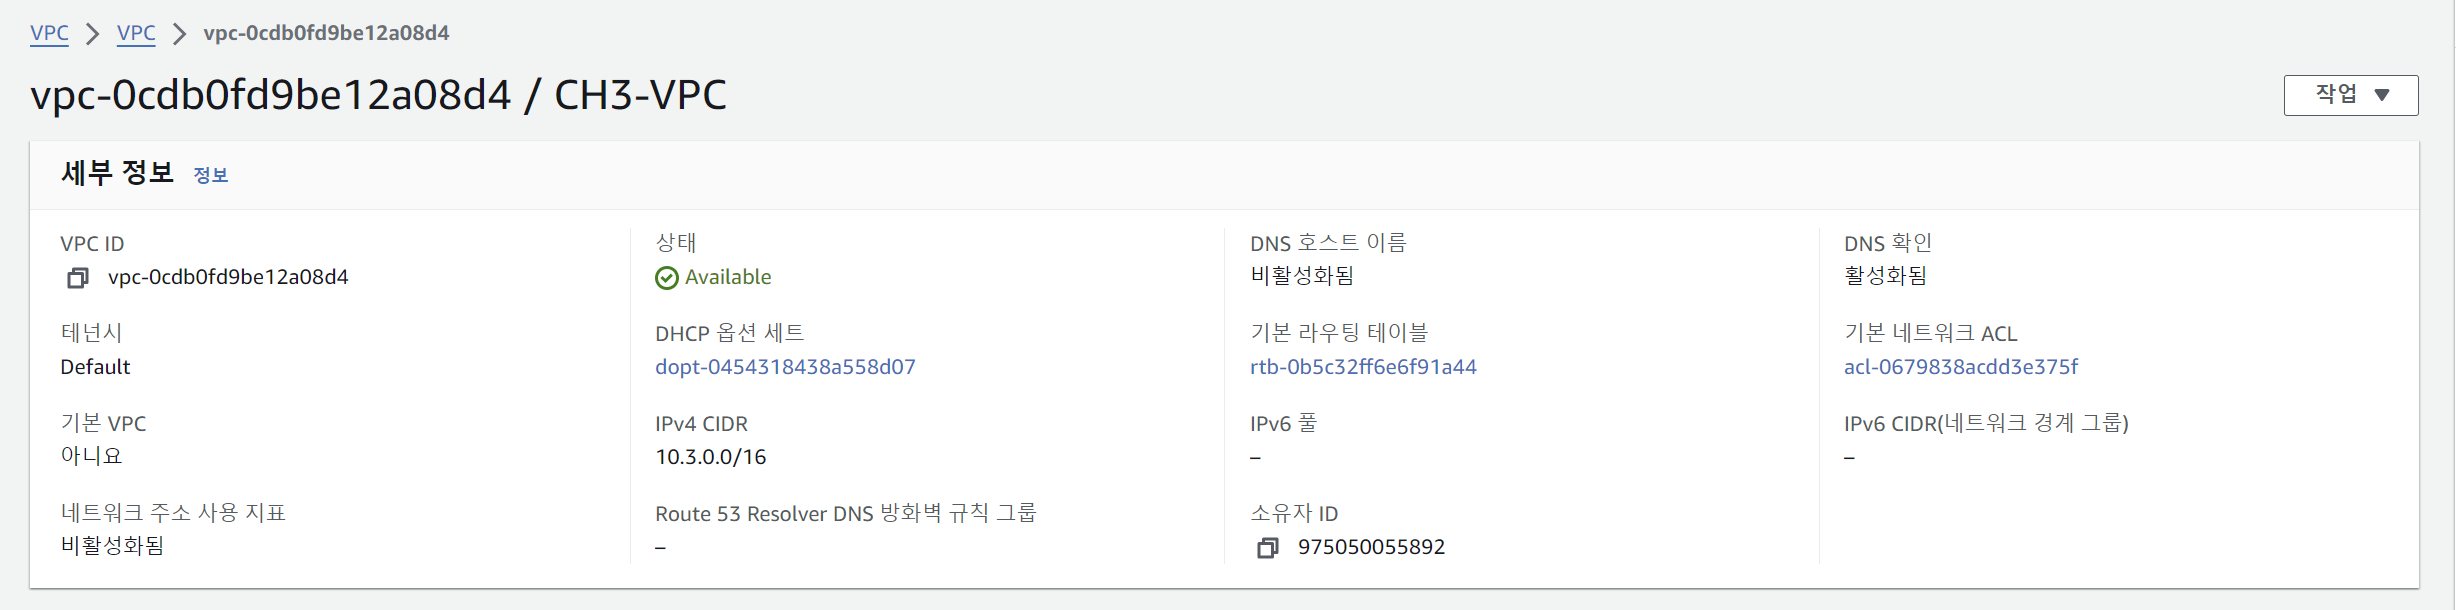 VPC > VPC > vpc-0cdb0fd9be12a08d4
vpc-0cdb0fd9be12a08d4 / CH3-VPC
작업 ▼
세부 정보 정보
VPC ID
vpc-0cdb0fd9be12a08d4
상태
Available
DNS 호스트 이름
비활성화됨
DNS 확인
활성화됨
테넌시
Default
DHCP 옵션 세트
dopt-0454318438a558d07
기본 라우팅 테이블
rtb-0b5c32ff6e6f91a44
기본 네트워크 ACL
acl-0679838acdd3e375f
기본 VPC
아니요
IPv4 CIDR
10.3.0.0/16
IPv6 풀
–
IPv6 CIDR(네트워크 경계 그룹)
–
네트워크 주소 사용 지표
비활성화됨
Route 53 Resolver DNS 방화벽 규칙 그룹
–
소유자 ID
975050055892